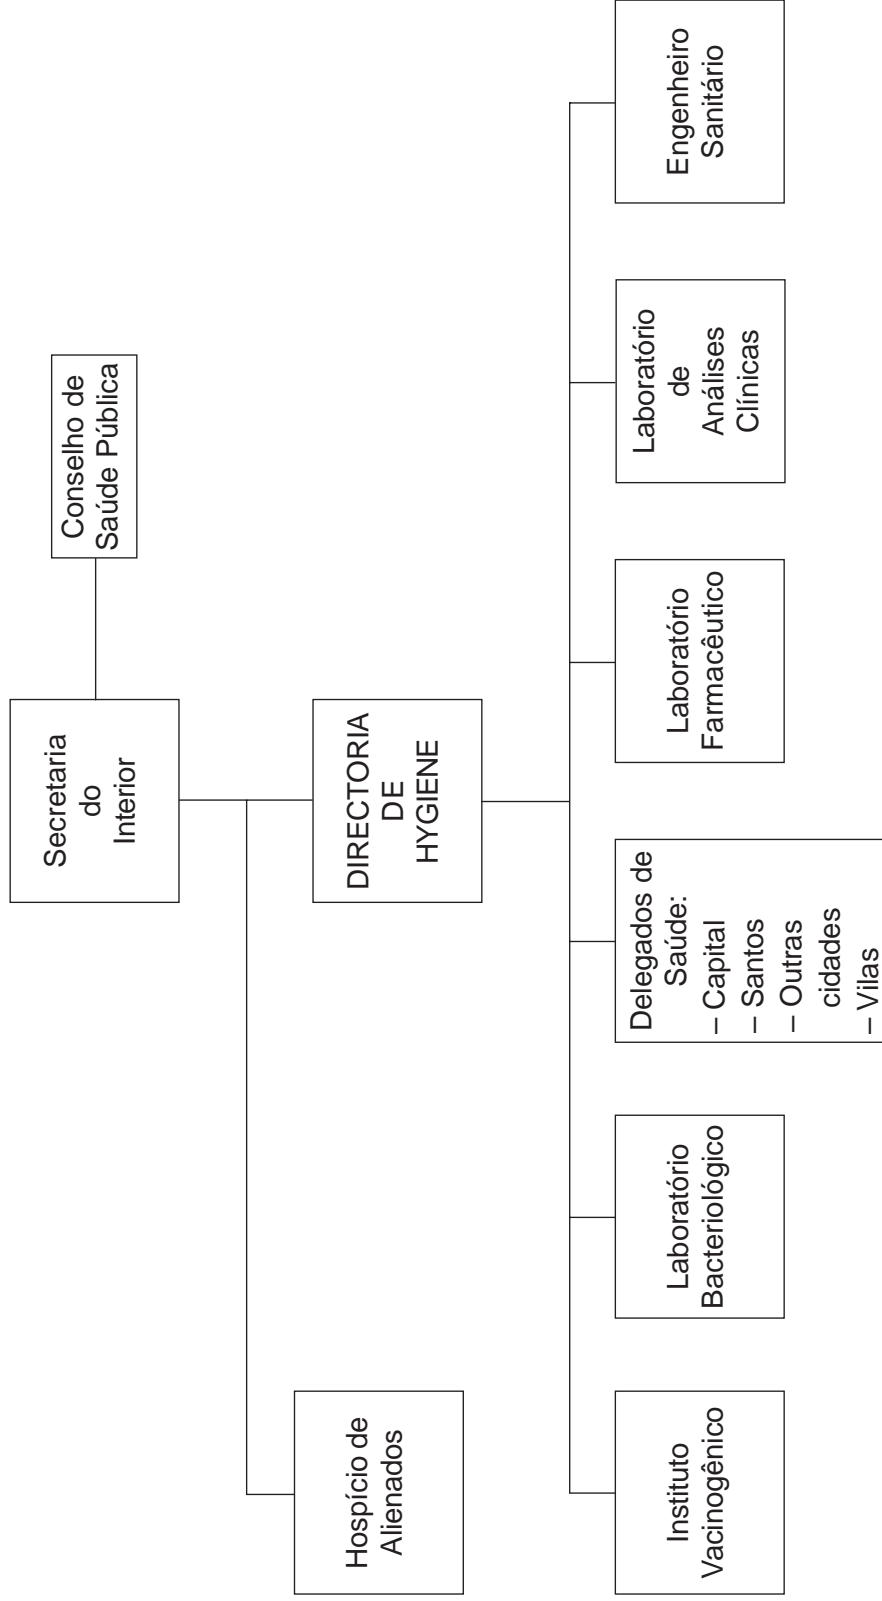 Secretaria
do
Interior
Conselho de
Saúde Pública
Hospício de
Alienados
DIRECTORIA
DE
HYGIENE
Instituto
Vacinogênico
Laboratório
Bacteriológico
Delegados de
Saúde:
– Capital
– Santos
– Outras
cidades
– Vilas
Laboratório
Farmacêutico
Laboratório
de
Análises
Clínicas
Engenheiro
Sanitário